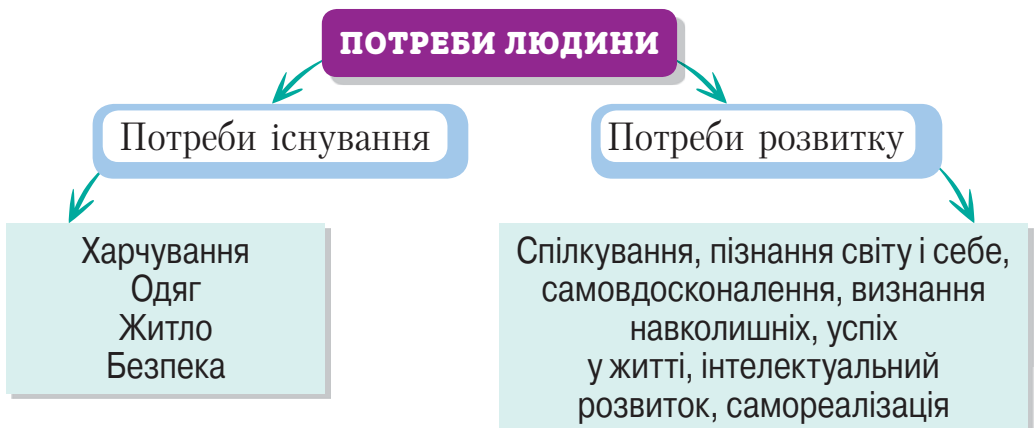 ПОТРЕБИ ЛЮДИНИ
Потреби існування
Потреби розвитку
Харчування
Одяг
Житло
Безпека
Спілкування, пізнання світу і себе,
самовдосконалення, визнання
навколишніх, успіх
у житті, інтелектуальний
розвиток, самореалізація